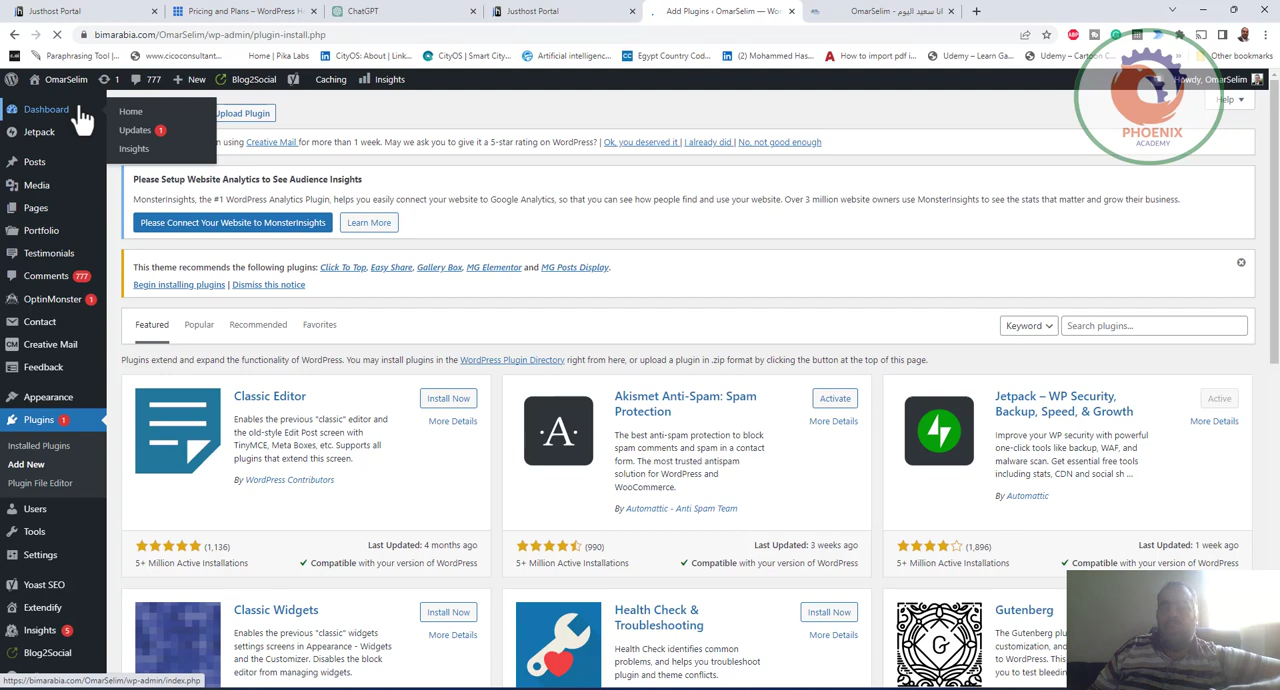 Justhost Portal
Pricing and Plans – WordPress H
ChatGPT
Justhost Portal
Add Plugins ‹ OmarSelim — Wo
انا سعيد اليوم – OmarSelim
bimarabia.com/OmarSelim/wp-admin/plugin-install.php
Paraphrasing Tool |
www.cicoconsultan...
Home | Pika Labs
CityOS: About | Link...
CityOS | Smart City...
Artificial intelligenc...
Egypt Country Cod...
Mohammed Has...
How to import pdf i...
Udemy – Learn Ga...
Udemy – Cartoon
Other bookmarks
OmarSelim
1
777
New
Blog2Social
Caching
Insights
Howdy, OmarSelim
Dashboard
Home
Updates 1
Insights
Upload Plugin
Help
PHOENIX
ACADEMY
Jetpack
Posts
Media
Pages
Portfolio
Testimonials
Comments 777
OptinMonster 1
Contact
Creative Mail
Feedback
Appearance
Plugins 1
Installed Plugins
Add New
Plugin File Editor
Users
Tools
Settings
Yoast SEO
Extendify
Insights 5
Blog2Social
using Creative Mail for more than 1 week. May we ask you to give it a 5-star rating on WordPress? | Ok, you deserved it | I already did | No, not good enough
Please Setup Website Analytics to See Audience Insights
MonsterInsights, the #1 WordPress Analytics Plugin, helps you easily connect your website to Google Analytics, so that you can see how people find and use your website. Over 3 million website owners use MonsterInsights to see the stats that matter and grow their business.
Please Connect Your Website to MonsterInsights
Learn More
This theme recommends the following plugins: Click To Top, Easy Share, Gallery Box, MG Elementor and MG Posts Display.
Begin installing plugins | Dismiss this notice
Featured
Popular
Recommended
Favorites
Keyword
Search plugins...
Plugins extend and expand the functionality of WordPress. You may install plugins in the WordPress Plugin Directory right from here, or upload a plugin in .zip format by clicking the button at the top of this page.
Classic Editor
Install Now
More Details
Enables the previous "classic" editor and
the old-style Edit Post screen with
TinyMCE, Meta Boxes, etc. Supports all
plugins that extend this screen.
By WordPress Contributors
(1,136)
Last Updated: 4 months ago
5+ Million Active Installations
Compatible with your version of WordPress
·A·
Akismet Anti-Spam: Spam
Protection
Activate
More Details
The best anti-spam protection to block
spam comments and spam in a contact
form. The most trusted antispam
solution for WordPress and
WooCommerce.
By Automattic - Anti Spam Team
(990)
Last Updated: 3 weeks ago
5+ Million Active Installations
Compatible with your version of WordPress
Jetpack – WP Security,
Backup, Speed, & Growth
Active
More Details
Improve your WP security with powerful
one-click tools like backup, WAF, and
malware scan. Get essential free tools
including stats, CDN and social sh ...
By Automattic
(1,896)
Last Updated: 1 week ago
5+ Million Active Installations
Compatible with your version of WordPress
Classic Widgets
Install Now
More Details
Enables the previous "classic" widgets
settings screens in Appearance - Widgets
and the Customizer. Disables the block
editor from managing widgets.
Health Check &
Troubleshooting
Install Now
More Details
Health Check identifies common
problems, and helps you troubleshoot
plugin and theme conflicts.
Gutenberg
The Gutenberg plu
customization, and
to WordPress. This
you to test bleedin
https://bimarabia.com/OmarSelim/wp-admin/index.php